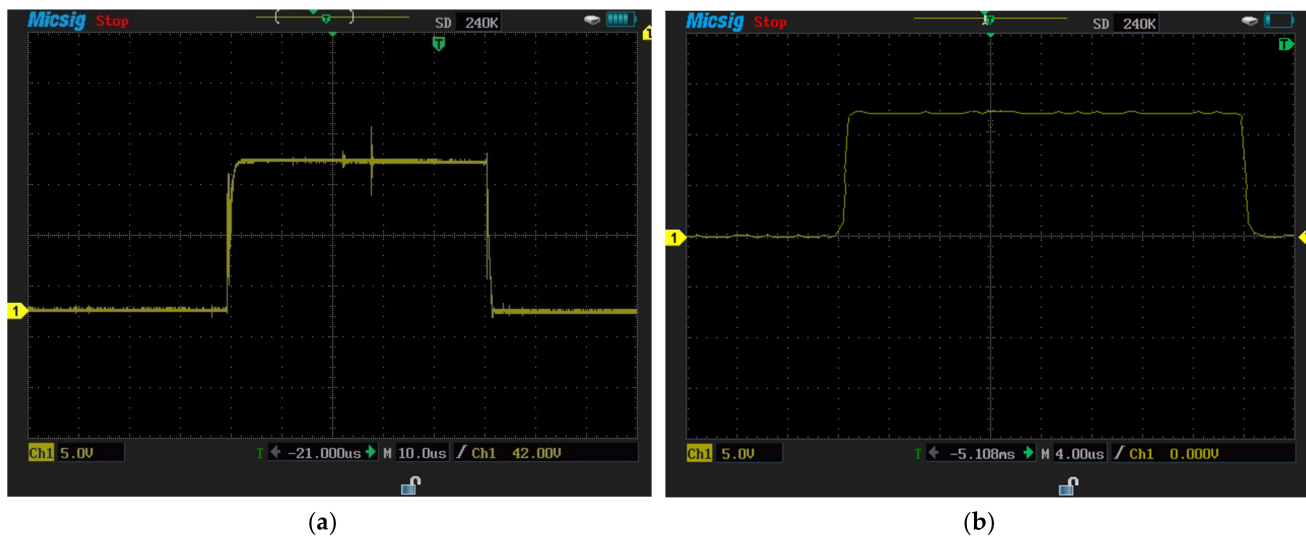 Micsig Stop SD 240K
T
T
1
1
Ch1 5.0V T -21.000us M 10.0us Ch1 42.00V
(a)
Micsig Stop SD 240K
T
T
1
Ch1 5.0V T -5.108ms M 4.00us Ch1 0.000V
(b)